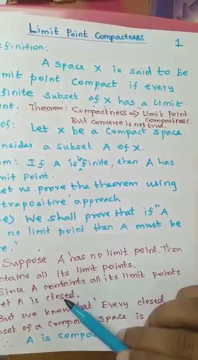 Limit Point Compactness
1
efinition:
A space X is said to be
mit point compact if every
finite subset of X has a limit
nt. Theorem: Compactness ⟹ Limit Point
Compactness
But Converse is not true.
of: Let X be a Compact space.
nsider a subset A of X.
m: If A is infinite, then A has
mit point.
et us prove the theorem using
trapositive approach
e) We shall prove that if "A
no limit point then A must be
e."
Suppose A has no limit point. Then
ntains all its limit points.
Since A contains all its limit points
et A is closed.
But we know that Every closed
set of a compact space is
∴ A is comp